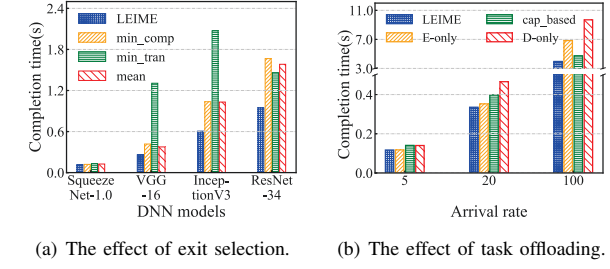 Completion time(s)
2.4
1.8
1.2
0.6
0.0
LEIME
min_comp
min_tran
mean
Squeeze
Net-1.0
VGG
-16
Incep-
tionV3
ResNet
-34
DNN models
(a) The effect of exit selection.
Completion time(s)
11.0
7.0
3.0
0.4
0.2
0.0
LEIME
E-only
cap_based
D-only
5
20
100
Arrival rate
(b) The effect of task offloading.